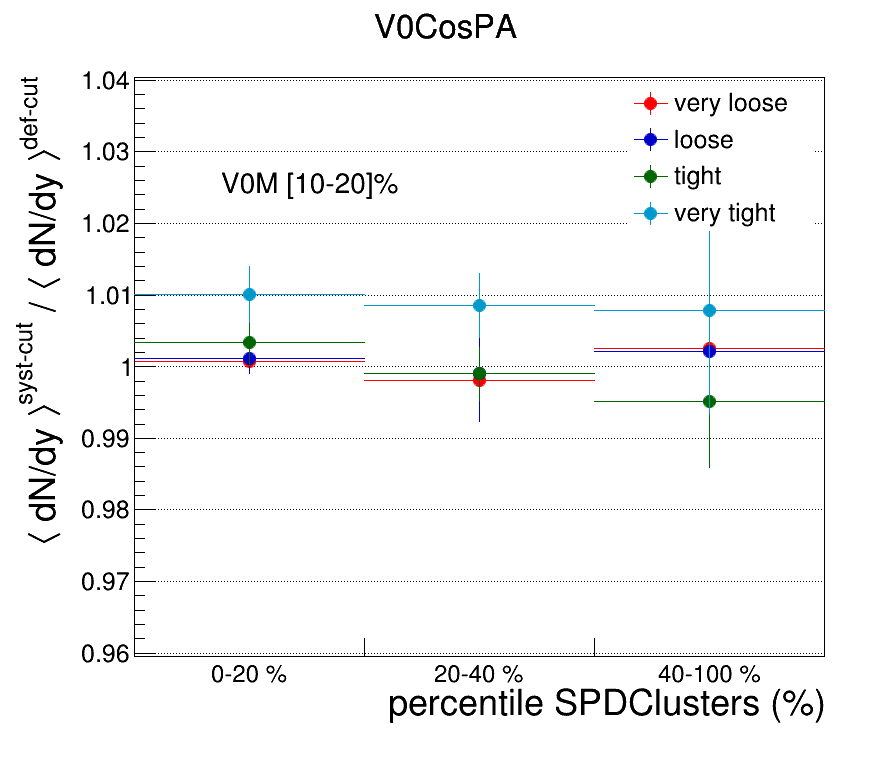 V0CosPA
⟨ dN/dy ⟩^syst-cut / ⟨ dN/dy ⟩^def-cut
1.04
1.03
1.02
1.01
1
0.99
0.98
0.97
0.96
V0M [10-20]%
very loose
loose
tight
very tight
0-20 %
20-40 %
40-100 %
percentile SPDClusters (%)